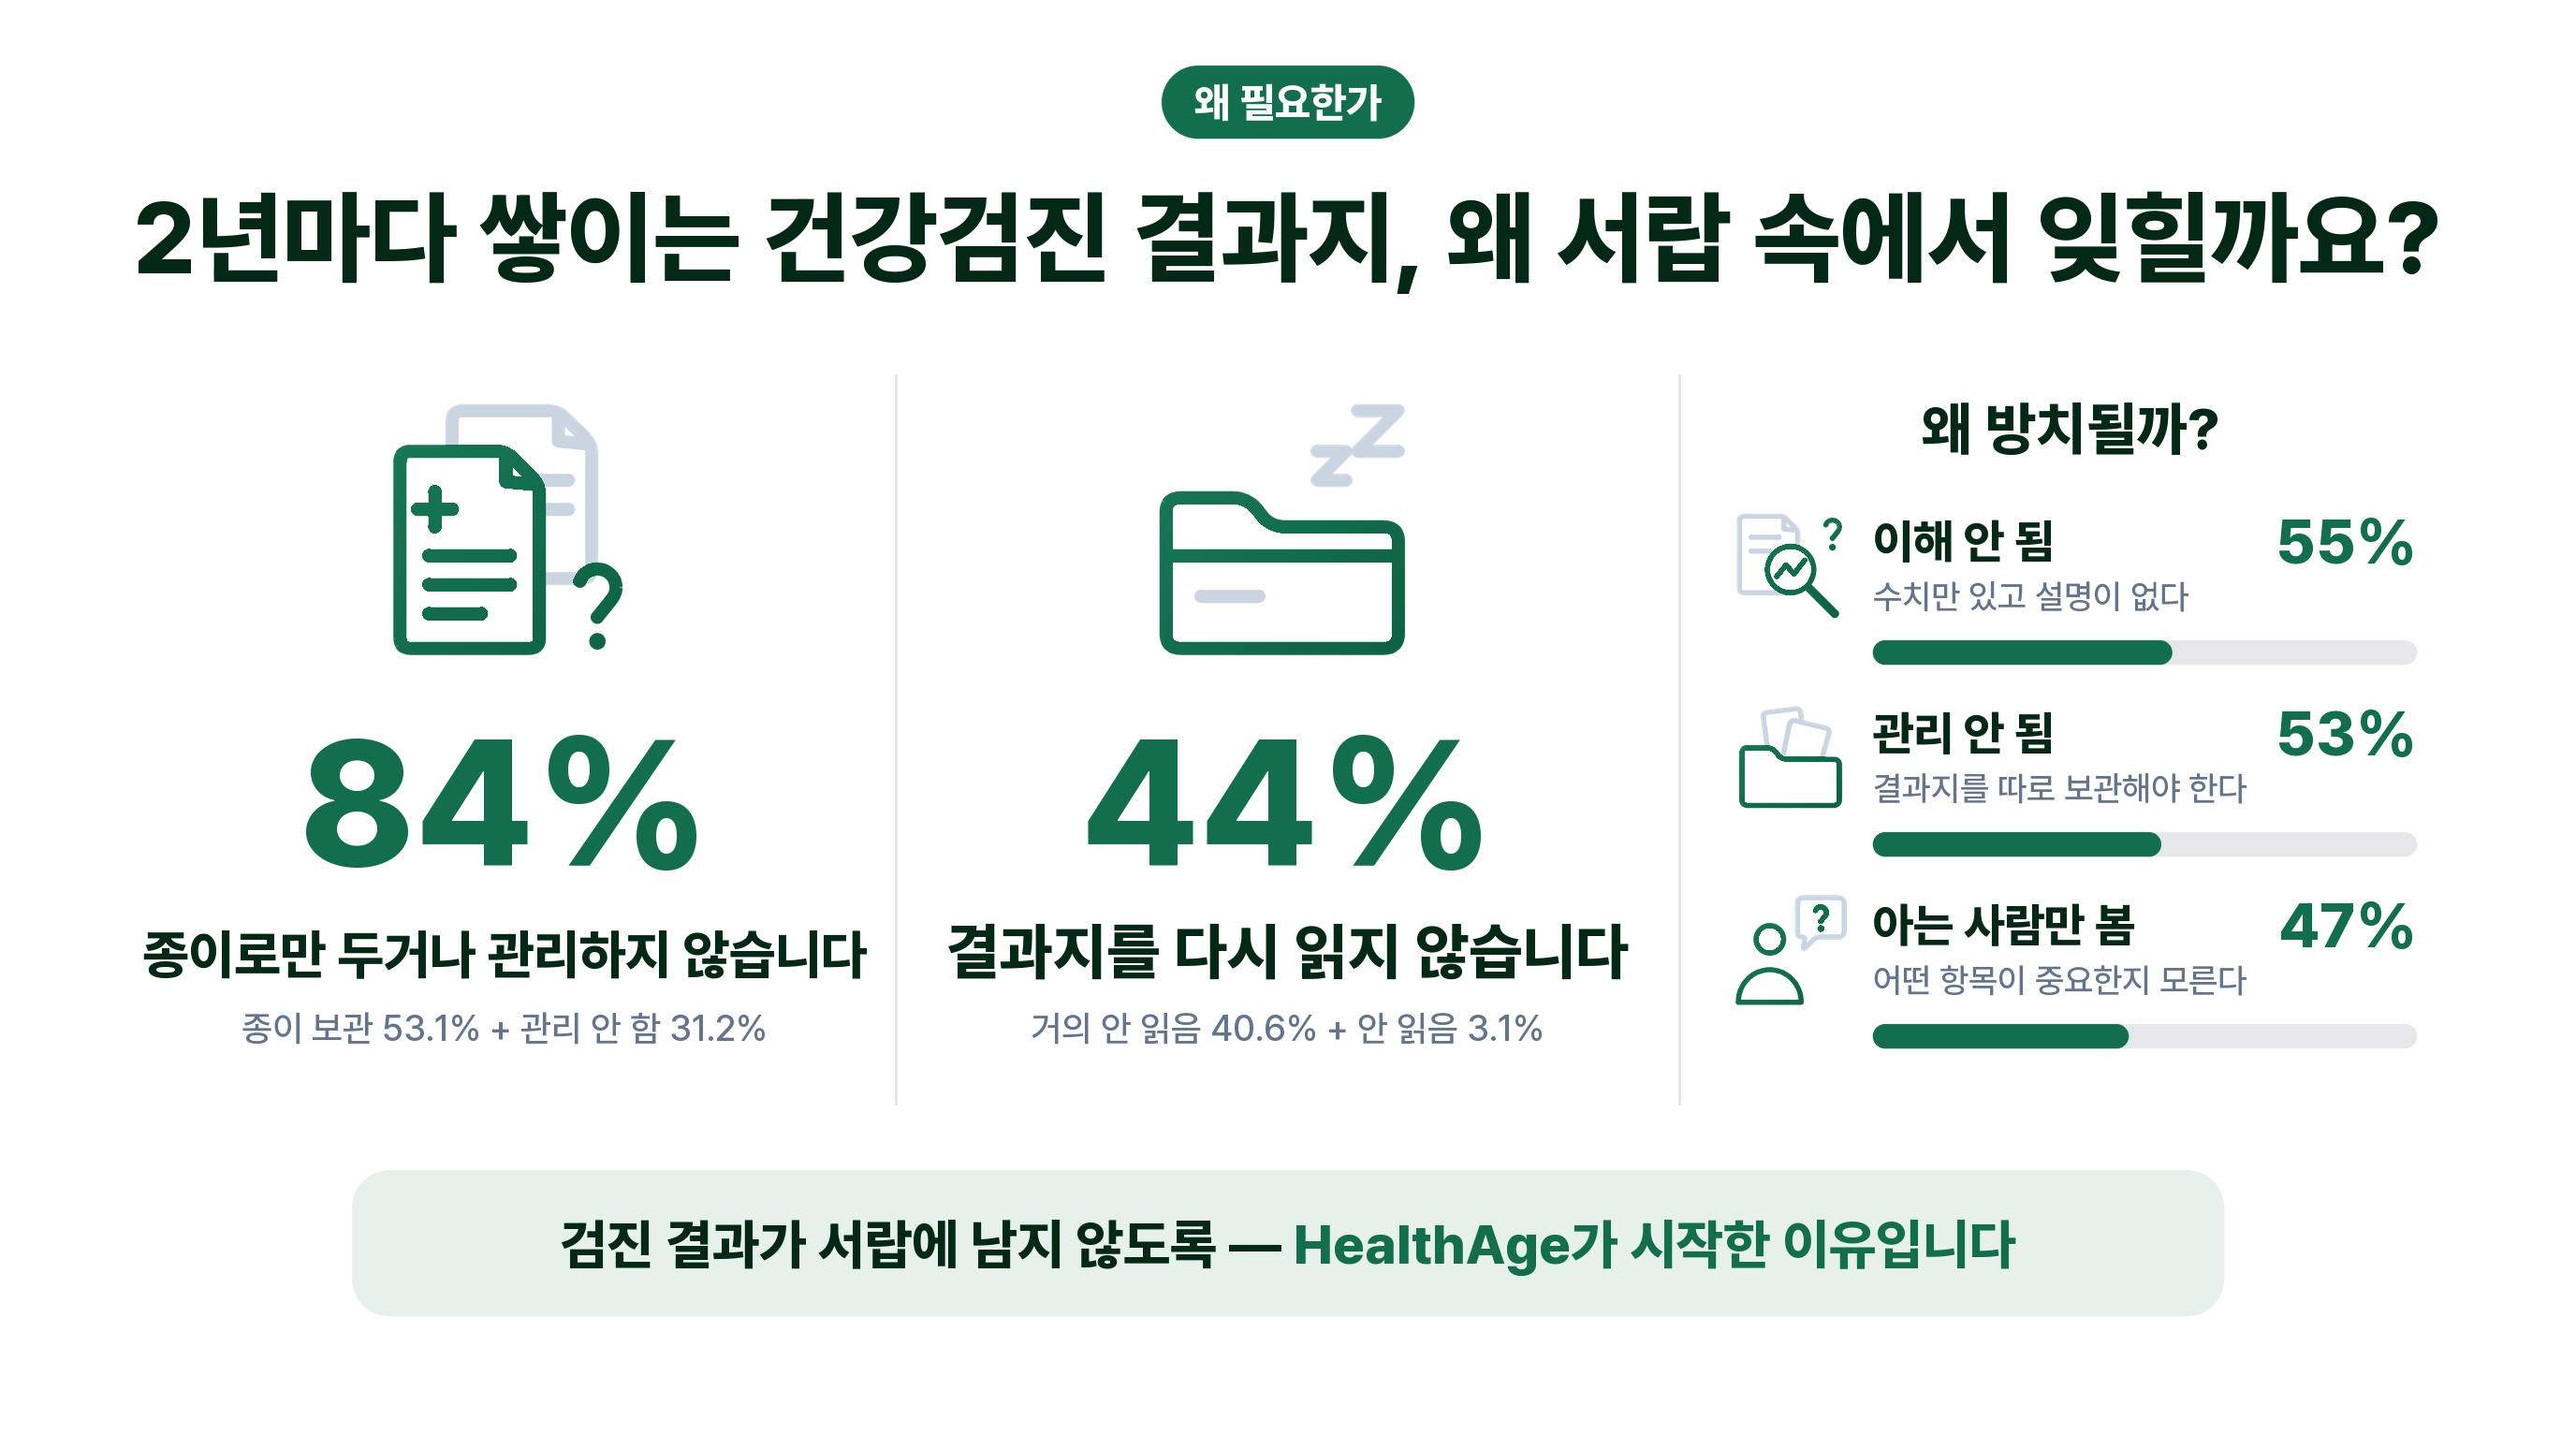 왜 필요한가
2년마다 쌓이는 건강검진 결과지, 왜 서랍 속에서 잊힐까요?
?
84%
종이로만 두거나 관리하지 않습니다
종이 보관 53.1% + 관리 안 함 31.2%
zZ
44%
결과지를 다시 읽지 않습니다
거의 안 읽음 40.6% + 안 읽음 3.1%
왜 방치될까?
?
이해 안 됨 55%
수치만 있고 설명이 없다
관리 안 됨 53%
결과지를 따로 보관해야 한다
?
아는 사람만 봄 47%
어떤 항목이 중요한지 모른다
검진 결과가 서랍에 남지 않도록 — HealthAge가 시작한 이유입니다